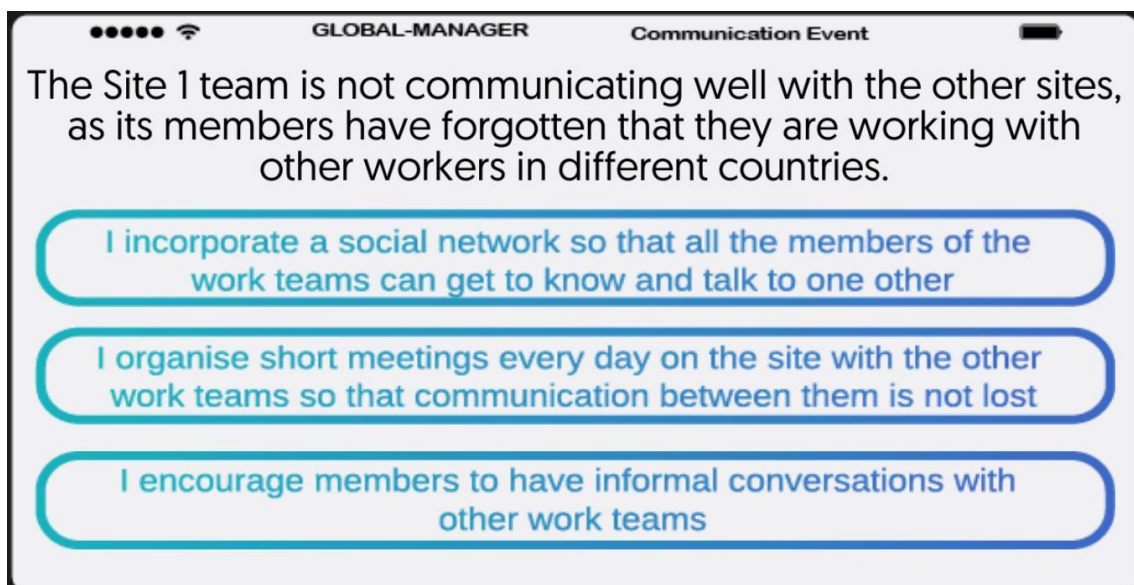 GLOBAL-MANAGER Communication Event
The Site 1 team is not communicating well with the other sites,
as its members have forgotten that they are working with
other workers in different countries.
I incorporate a social network so that all the members of the
work teams can get to know and talk to one other
I organise short meetings every day on the site with the other
work teams so that communication between them is not lost
I encourage members to have informal conversations with
other work teams